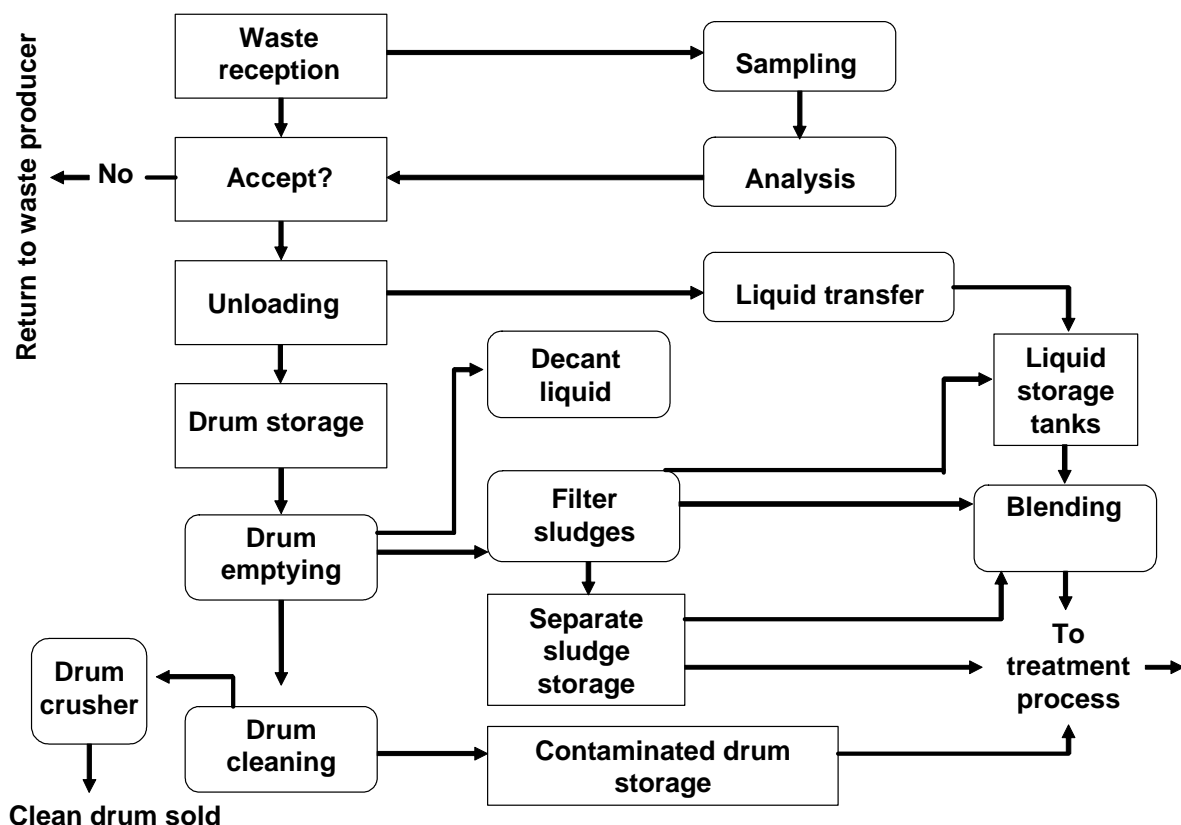 Waste
reception
Sampling
Return to waste producer
No
Accept?
Analysis
Unloading
Liquid transfer
Decant
liquid
Liquid
storage
tanks
Drum storage
Filter
sludges
Blending
Drum
emptying
Separate
sludge
storage
To
treatment
process
Drum
crusher
Drum
cleaning
Contaminated drum
storage
Clean drum sold